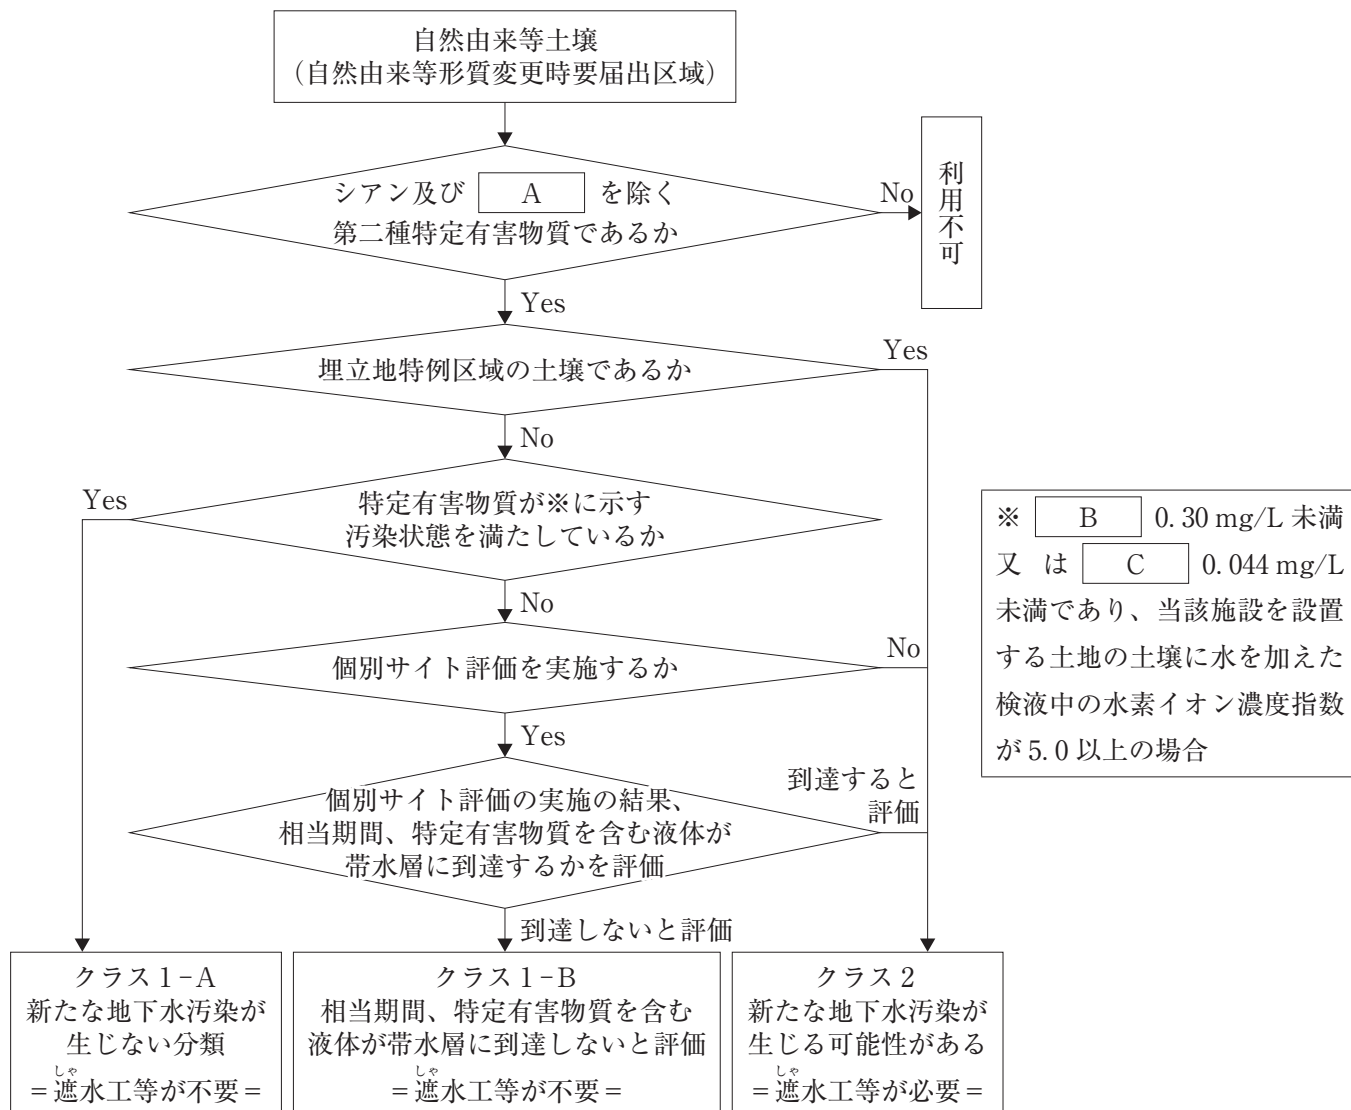 自然由来等土壌
(自然由来等形質変更時要届出区域)
シアン及び A を除く
第二種特定有害物質であるか
No
利用不可
Yes
埋立地特例区域の土壌であるか
Yes
No
特定有害物質が※に示す
汚染状態を満たしているか
Yes
No
※ B 0.30 mg/L 未満
又は C 0.044 mg/L
未満であり、当該施設を設置
する土地の土壌に水を加えた
検液中の水素イオン濃度指数
が 5.0 以上の場合
個別サイト評価を実施するか
No
Yes
個別サイト評価の実施の結果、
相当期間、特定有害物質を含む液体が
帯水層に到達するかを評価
到達すると
評価
到達しないと評価
クラス1-A
新たな地下水汚染が
生じない分類
しゃ
=遮水工等が不要=
クラス1-B
相当期間、特定有害物質を含む
液体が帯水層に到達しないと評価
しゃ
=遮水工等が不要=
クラス2
新たな地下水汚染が
生じる可能性がある
しゃ
=遮水工等が必要=